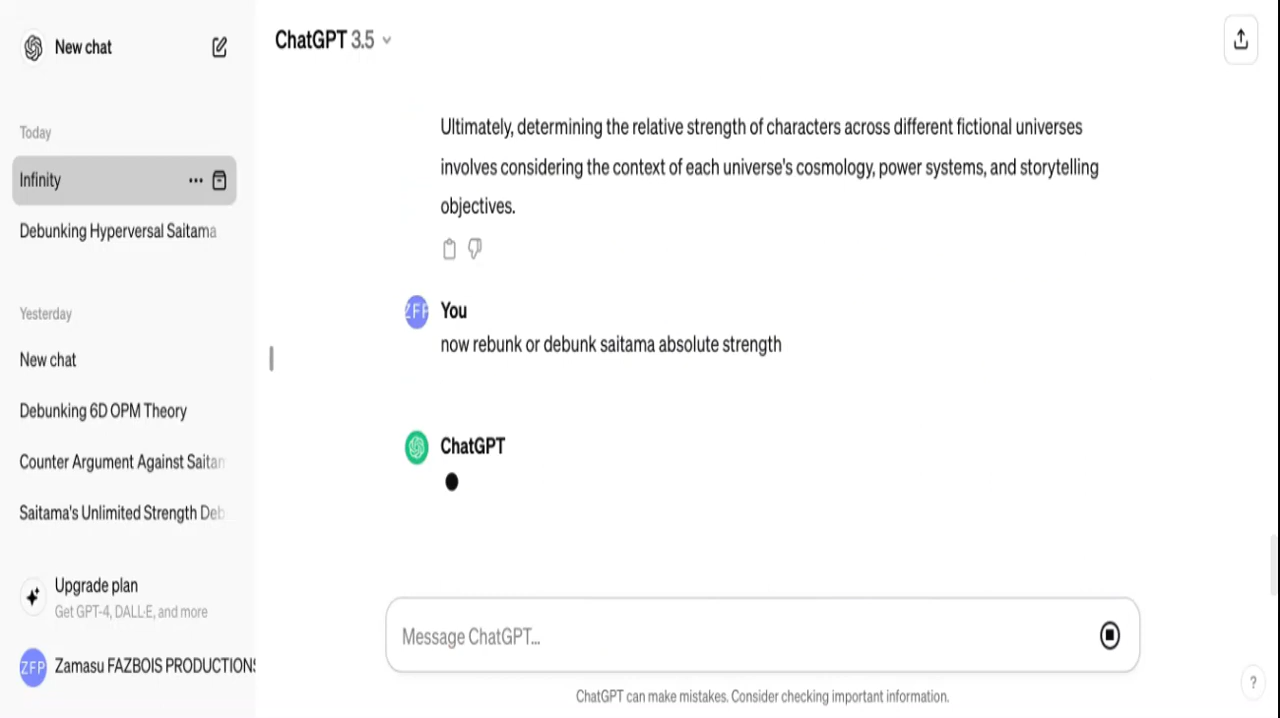 New chat
Today
Infinity
Debunking Hyperversal Saitama
Yesterday
New chat
Debunking 6D OPM Theory
Counter Argument Against Saitam
Saitama's Unlimited Strength Deb
Upgrade plan
Get GPT-4, DALL·E, and more
ZFP
Zamasu FAZBOIS PRODUCTIONS
ChatGPT 3.5
Ultimately, determining the relative strength of characters across different fictional universes
involves considering the context of each universe's cosmology, power systems, and storytelling
objectives.
ZFP
You
now rebunk or debunk saitama absolute strength
ChatGPT
Message ChatGPT...
ChatGPT can make mistakes. Consider checking important information.
?